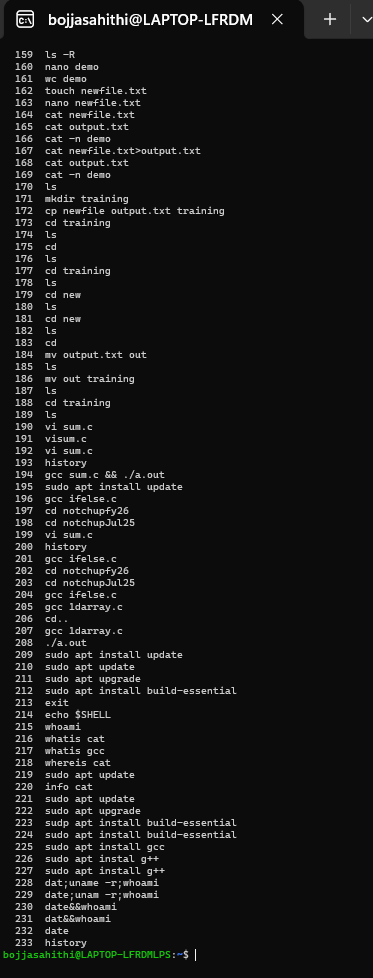 bojjasahithi@LAPTOP-LFRDM
159 ls -R
160 nano demo
161 wc demo
162 touch newfile.txt
163 nano newfile.txt
164 cat newfile.txt
165 cat output.txt
166 cat -n demo
167 cat newfile.txt>output.txt
168 cat output.txt
169 cat -n demo
170 ls
171 mkdir training
172 cp newfile output.txt training
173 cd training
174 ls
175 cd
176 ls
177 cd training
178 ls
179 cd new
180 ls
181 cd new
182 ls
183 cd
184 mv output.txt out
185 ls
186 mv out training
187 ls
188 cd training
189 ls
190 vi sum.c
191 visum.c
192 vi sum.c
193 history
194 gcc sum.c && ./a.out
195 sudo apt install update
196 gcc ifelse.c
197 cd notchupfy26
198 cd notchupJul25
199 vi sum.c
200 history
201 gcc ifelse.c
202 cd notchupfy26
203 cd notchupJul25
204 gcc ifelse.c
205 gcc 1darray.c
206 cd..
207 gcc 1darray.c
208 ./a.out
209 sudo apt install update
210 sudo apt update
211 sudo apt upgrade
212 sudo apt install build-essential
213 exit
214 echo $SHELL
215 whoami
216 whatis cat
217 whatis gcc
218 whereis cat
219 sudo apt update
220 info cat
221 sudo apt update
222 sudo apt upgrade
223 sudp apt install build-essential
224 sudo apt install build-essential
225 sudo apt install gcc
226 sudo apt instal g++
227 sudo apt install g++
228 dat;uname -r;whoami
229 date;unam -r;whoami
230 date&&whoami
231 dat&&whoami
232 date
233 history
bojjasahithi@LAPTOP-LFRDMLPS:~$